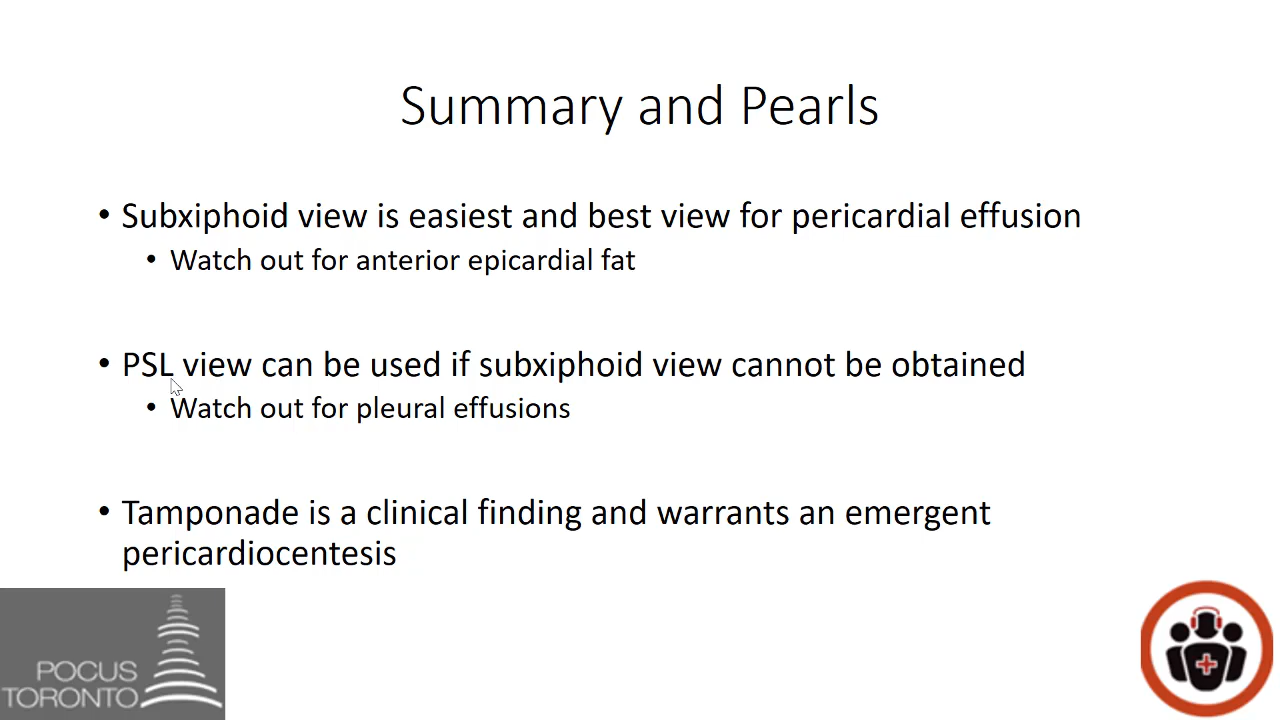 Summary and Pearls
• Subxiphoid view is easiest and best view for pericardial effusion
• Watch out for anterior epicardial fat
• PSL view can be used if subxiphoid view cannot be obtained
• Watch out for pleural effusions
• Tamponade is a clinical finding and warrants an emergent
pericardiocentesis
POCUS
TORONTO